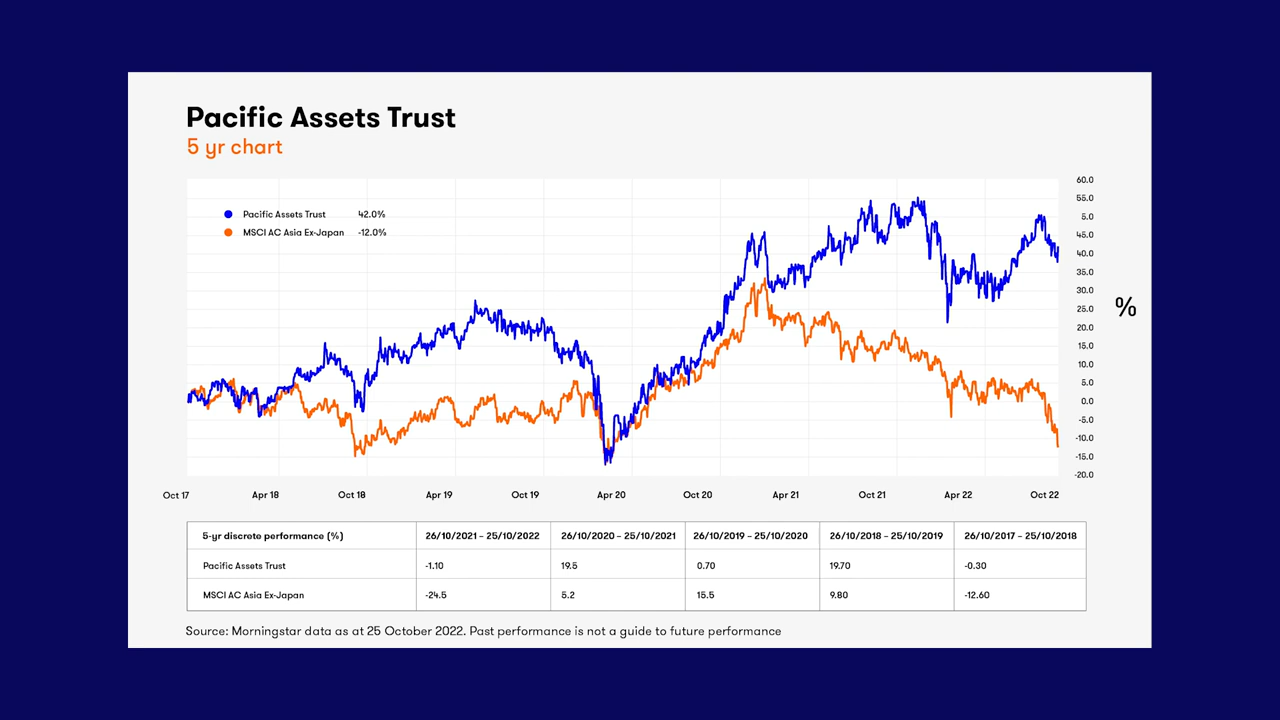 Pacific Assets Trust
5 yr chart
Pacific Assets Trust 42.0%
MSCI AC Asia Ex-Japan -12.0%
60.0
55.0
5.0
45.0
40.0
35.0
30.0
25.0
20.0
15.0
10.0
5.0
0.0
-5.0
-10.0
-15.0
-20.0
%
Oct 17 Apr 18 Oct 18 Apr 19 Oct 19 Apr 20 Oct 20 Apr 21 Oct 21 Apr 22 Oct 22
5-yr discrete performance (%) 26/10/2021 – 25/10/2022 26/10/2020 – 25/10/2021 26/10/2019 – 25/10/2020 26/10/2018 – 25/10/2019 26/10/2017 – 25/10/2018
Pacific Assets Trust -1.10 19.5 0.70 19.70 -0.30
MSCI AC Asia Ex-Japan -24.5 5.2 15.5 9.80 -12.60
Source: Morningstar data as at 25 October 2022. Past performance is not a guide to future performance